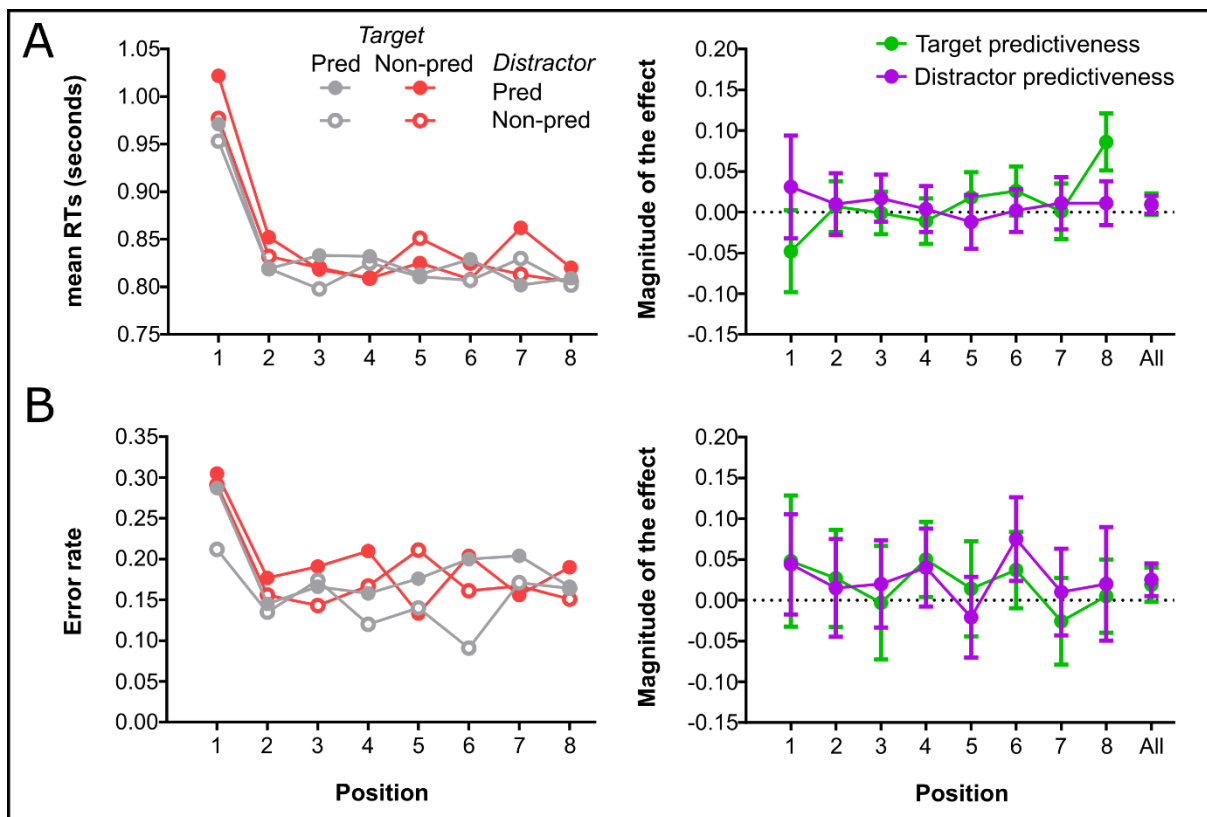 A
mean RTs (seconds)
1.05
1.00
0.95
0.90
0.85
0.80
0.75
1 2 3 4 5 6 7 8
Target
Pred Non-pred Distractor
Pred
Non-pred
Magnitude of the effect
0.20
0.15
0.10
0.05
0.00
-0.05
-0.10
-0.15
1 2 3 4 5 6 7 8 All
Target predictiveness
Distractor predictiveness
B
Error rate
0.35
0.30
0.25
0.20
0.15
0.10
0.05
0.00
1 2 3 4 5 6 7 8
Position
Magnitude of the effect
0.20
0.15
0.10
0.05
0.00
-0.05
-0.10
-0.15
1 2 3 4 5 6 7 8 All
Position